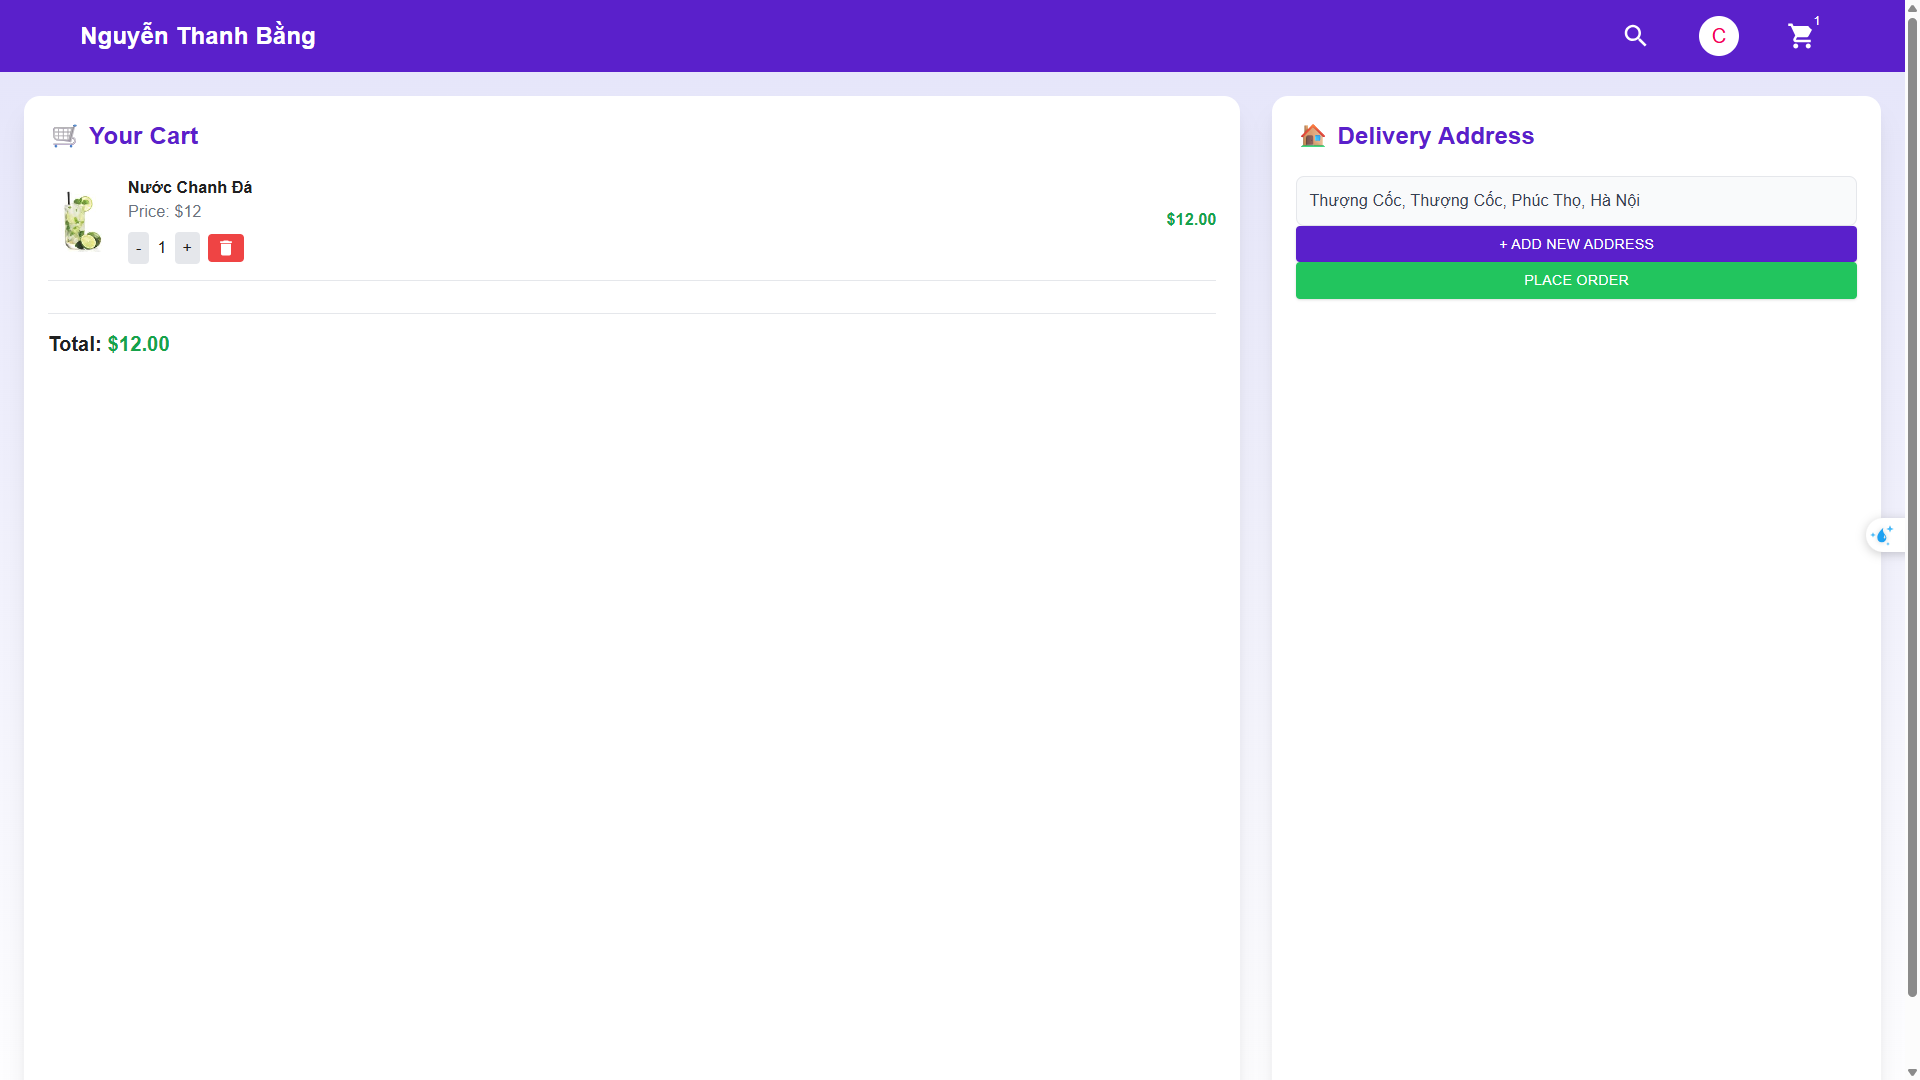 Nguyễn Thanh Bằng
C
1
Your Cart
Nước Chanh Đá
Price: $12
- 1 +
$12.00
Total: $12.00
Delivery Address
Thượng Cốc, Thượng Cốc, Phúc Thọ, Hà Nội
+ ADD NEW ADDRESS
PLACE ORDER